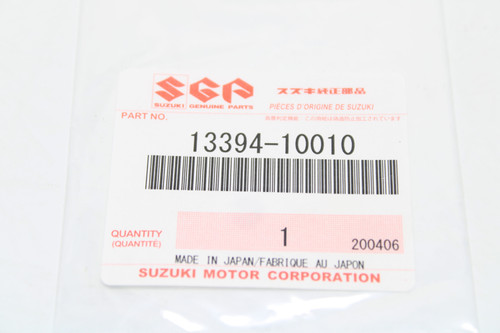 SGP スズキ純正部品
SUZUKI GENUINE PARTS PIÈCES D'ORIGINE DE SUZUKI
PART NO.
13394-10010
QUANTITY
(QUANTITÉ)
1
200406
MADE IN JAPAN/FABRIQUE AU JAPON
SUZUKI MOTOR CORPORATION